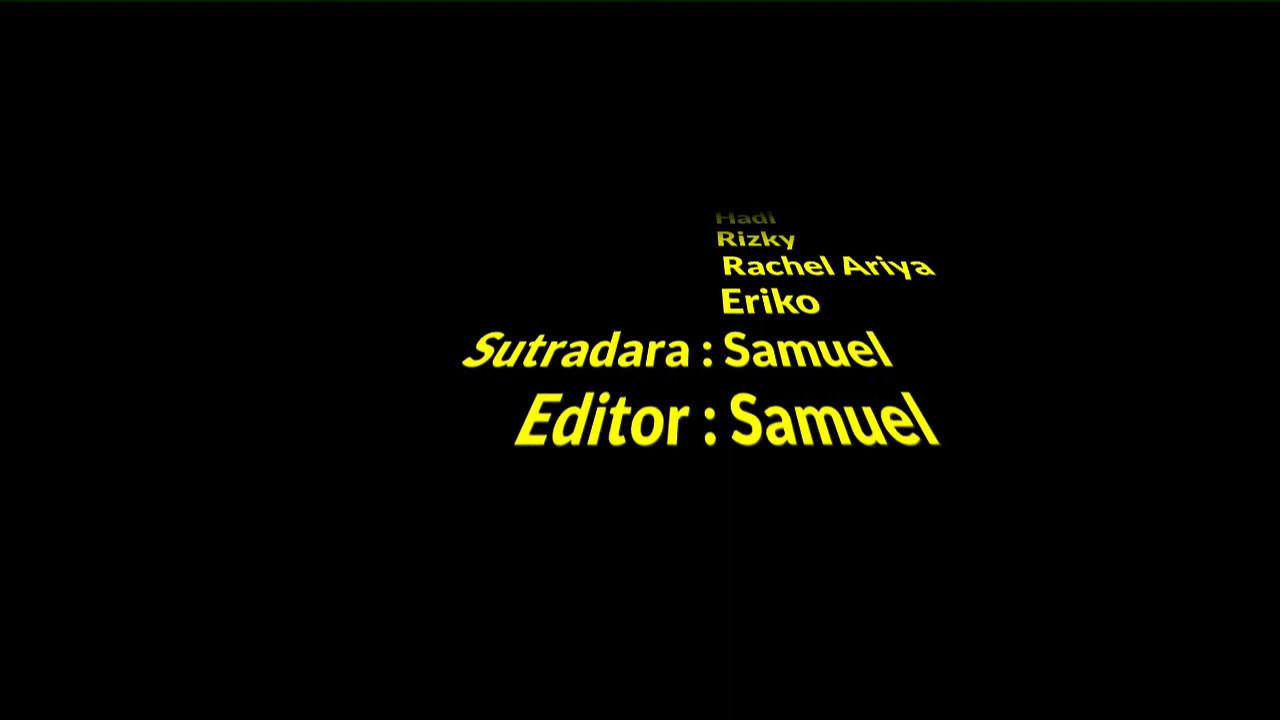 Hadi
Rizky
Rachel Ariya
Eriko
Sutradara : Samuel
Editor : Samuel